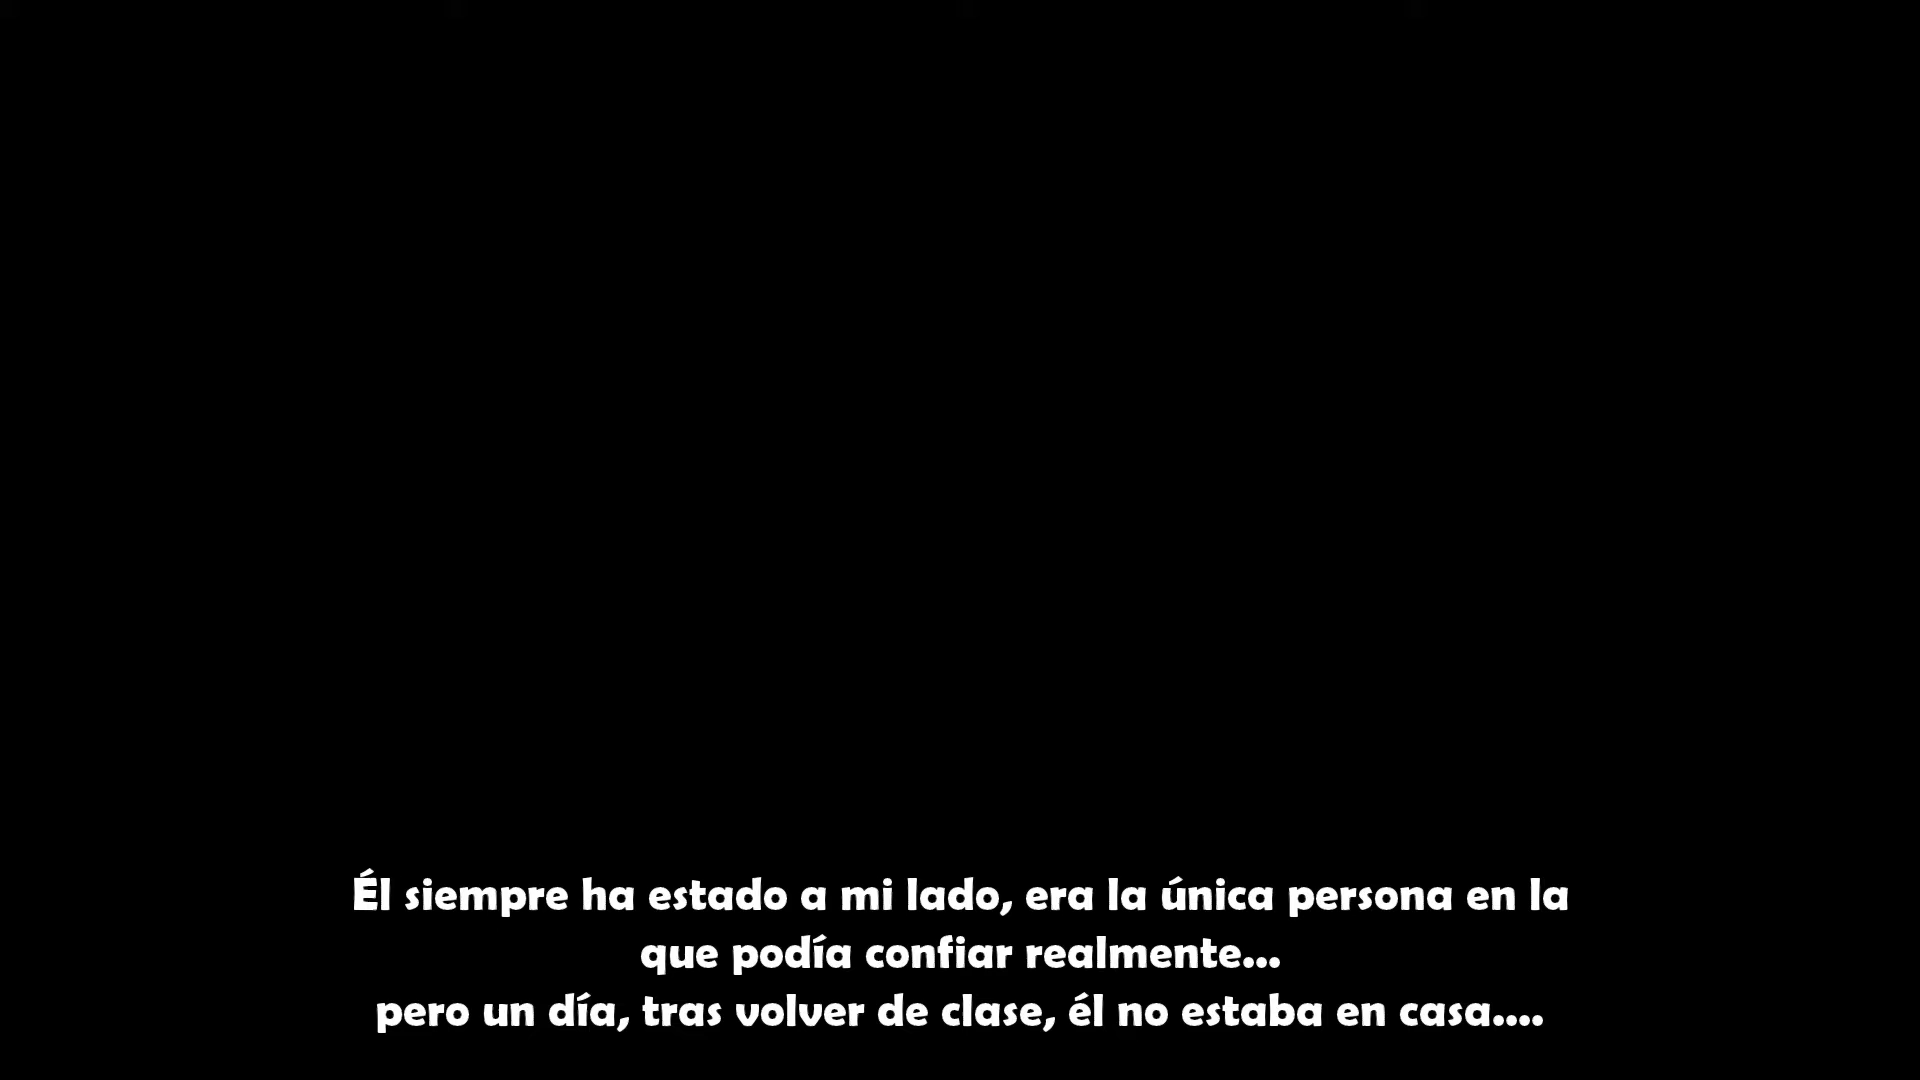 Él siempre ha estado a mi lado, era la única persona en la
que podía confiar realmente...
pero un día, tras volver de clase, él no estaba en casa....